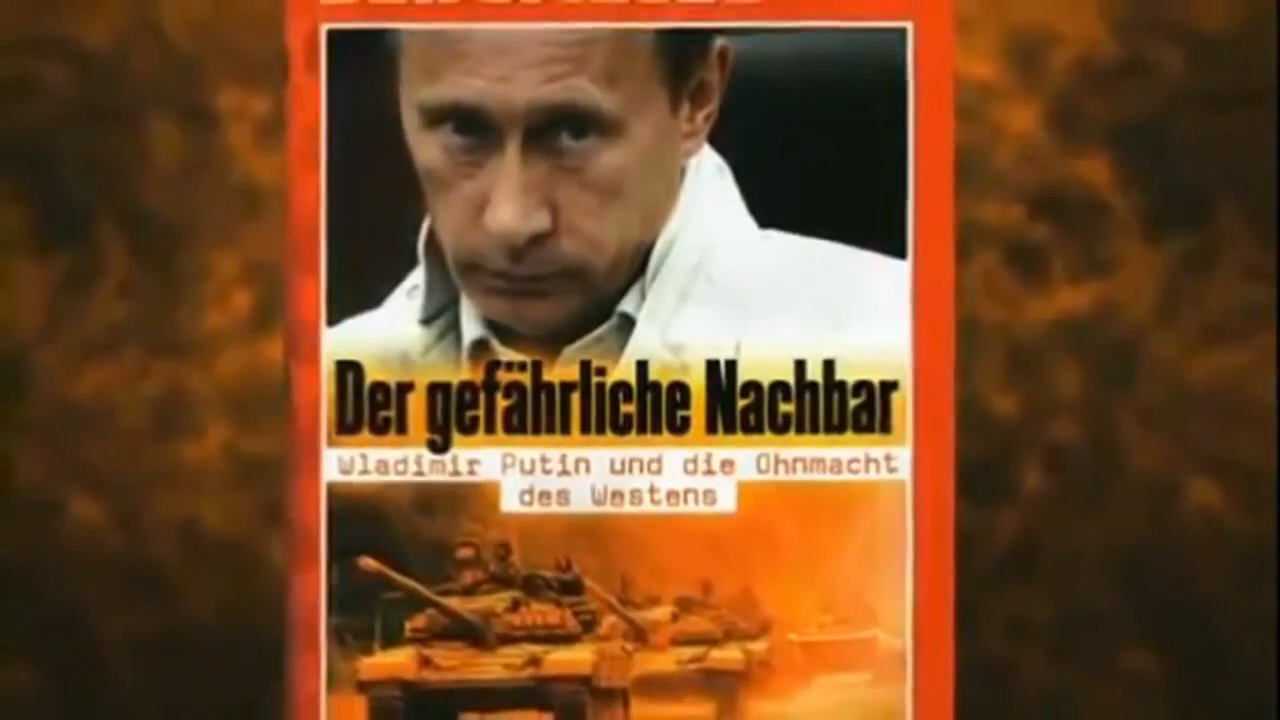 Der gefährliche Nachbar
Wladimir Putin und die Ohnmacht
des Westens